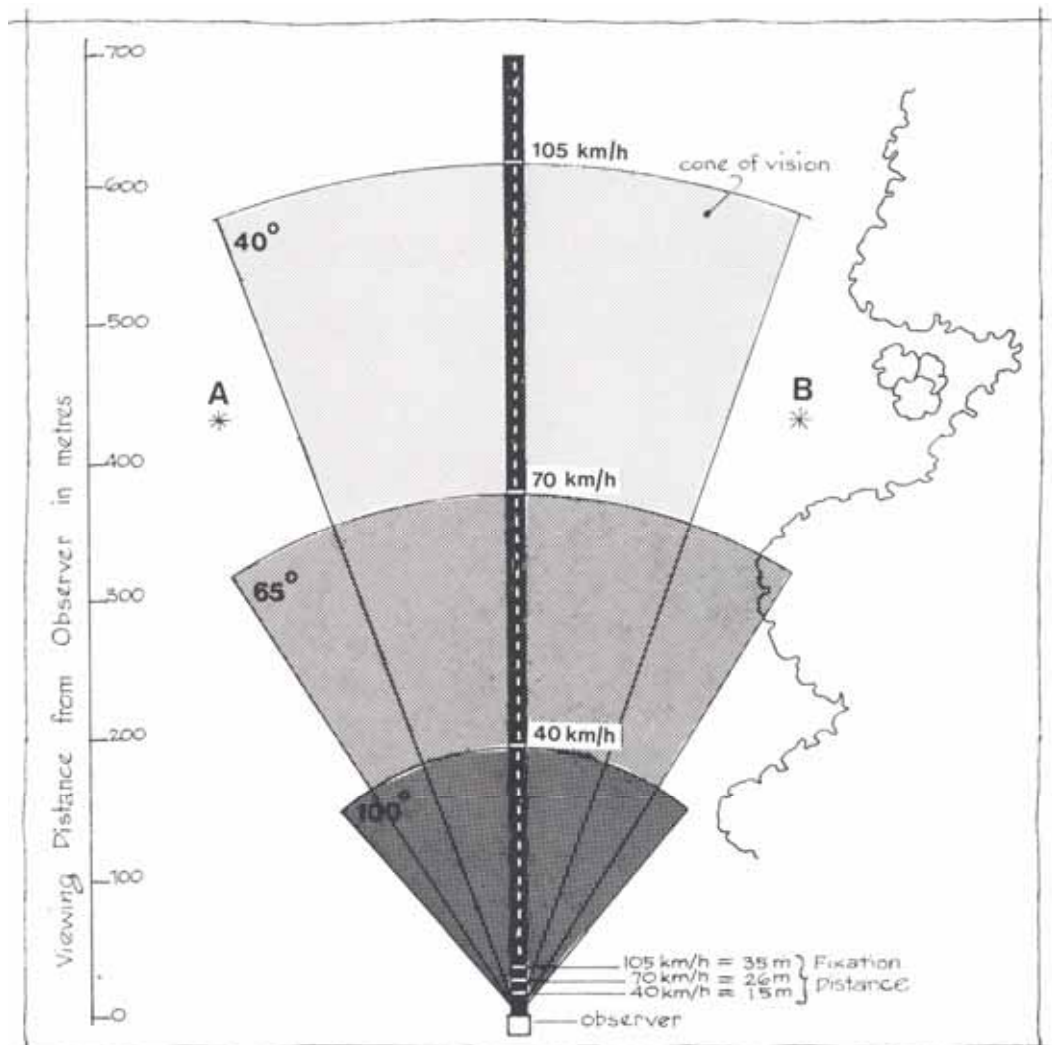 700
105 km/h
cone of vision
600
40°
500
A
B
400
70 km/h
65°
300
200
40 km/h
100°
100
105 km/h = 35 m
70 km/h = 26 m
40 km/h = 15 m
Fixation
Distance
0
observer
Viewing Distance from Observer in metres